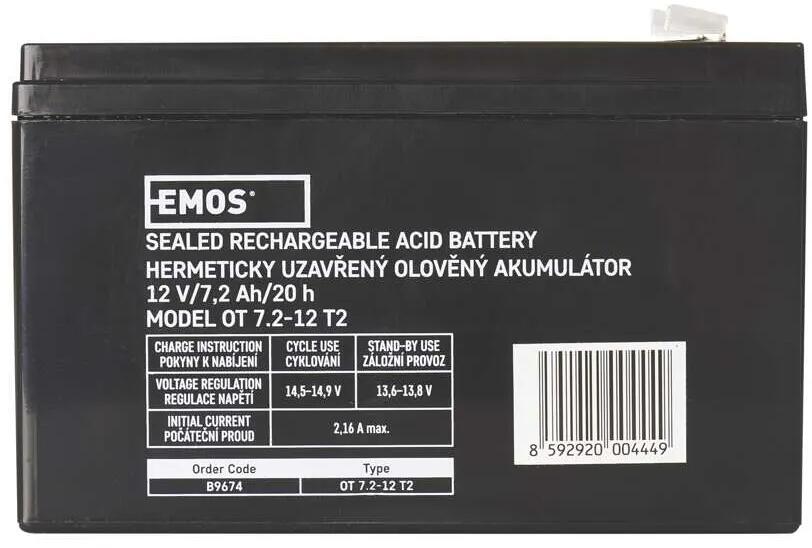 EMOS®
SEALED RECHARGEABLE ACID BATTERY
HERMETICKY UZAVŘENÝ OLOVĚNÝ AKUMULÁTOR
12 V/7,2 Ah/20 h
MODEL OT 7.2-12 T2
CHARGE INSTRUCTION CYCLE USE STAND-BY USE
POKYNY K NABÍJENÍ CYKLOVÁNÍ ZÁLOŽNÍ PROVOZ
VOLTAGE REGULATION
REGULACE NAPĚTÍ 14,5-14,9 V 13,6-13,8 V
INITIAL CURRENT
POČÁTEČNÍ PROUD 2,16 A max.
Order Code Type
B9674 OT 7.2-12 T2
8 592920 004449